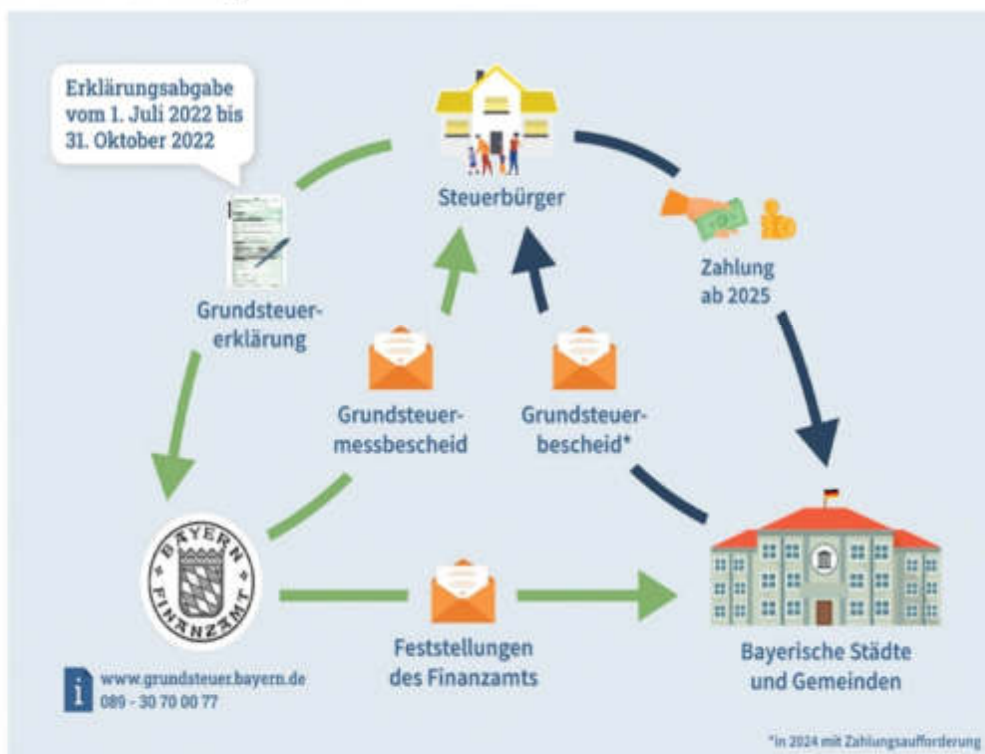 Erklärungsabgabe
vom 1. Juli 2022 bis
31. Oktober 2022
Steuerbürger
Zahlung
ab 2025
Grundsteuer-
erklärung
Grundsteuer-
messbescheid
Grundsteuer-
bescheid*
BAYERN
FINANZAMT
Feststellungen
des Finanzamts
Bayerische Städte
und Gemeinden
i
www.grundsteuer.bayern.de
089 - 30 70 00 77
*in 2024 mit Zahlungsaufforderung